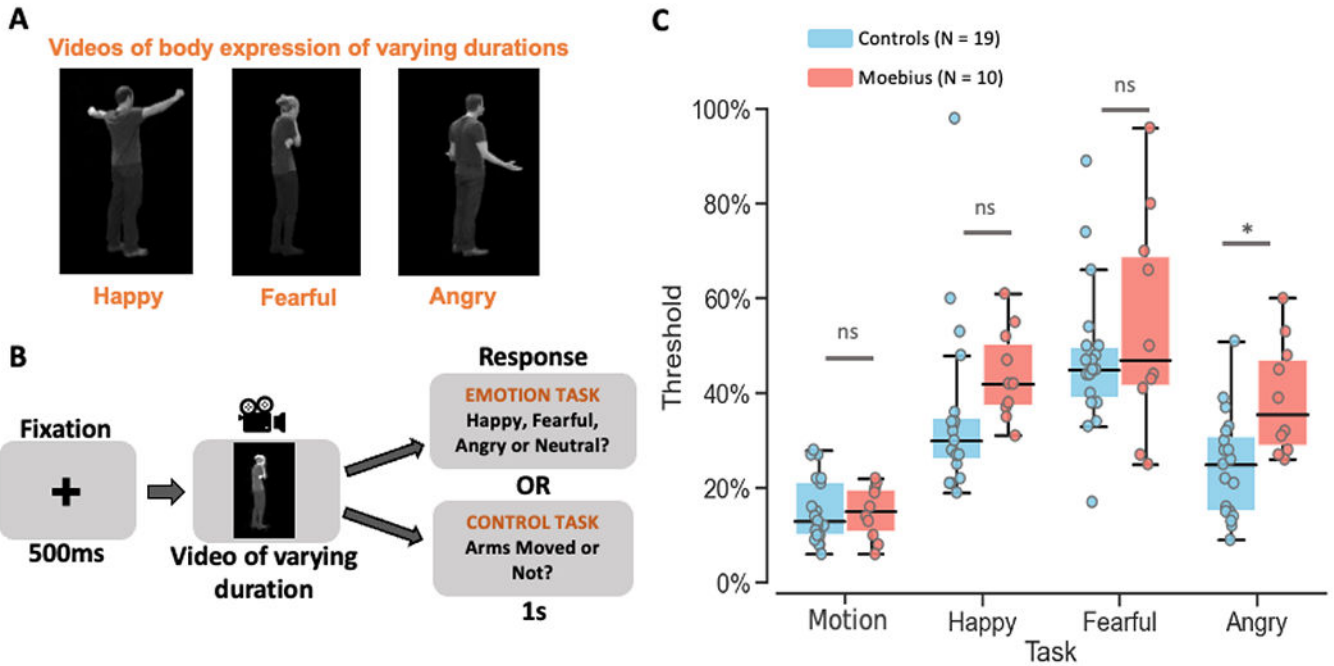 A
Videos of body expression of varying durations
Happy
Fearful
Angry
B
Fixation
+
500ms
Video of varying
duration
Response
EMOTION TASK
Happy, Fearful,
Angry or Neutral?
OR
CONTROL TASK
Arms Moved or
Not?
1s
C
Controls (N = 19)
Moebius (N = 10)
Threshold
100%
80%
60%
40%
20%
0%
ns
ns
ns
*
Motion
Happy
Fearful
Angry
Task